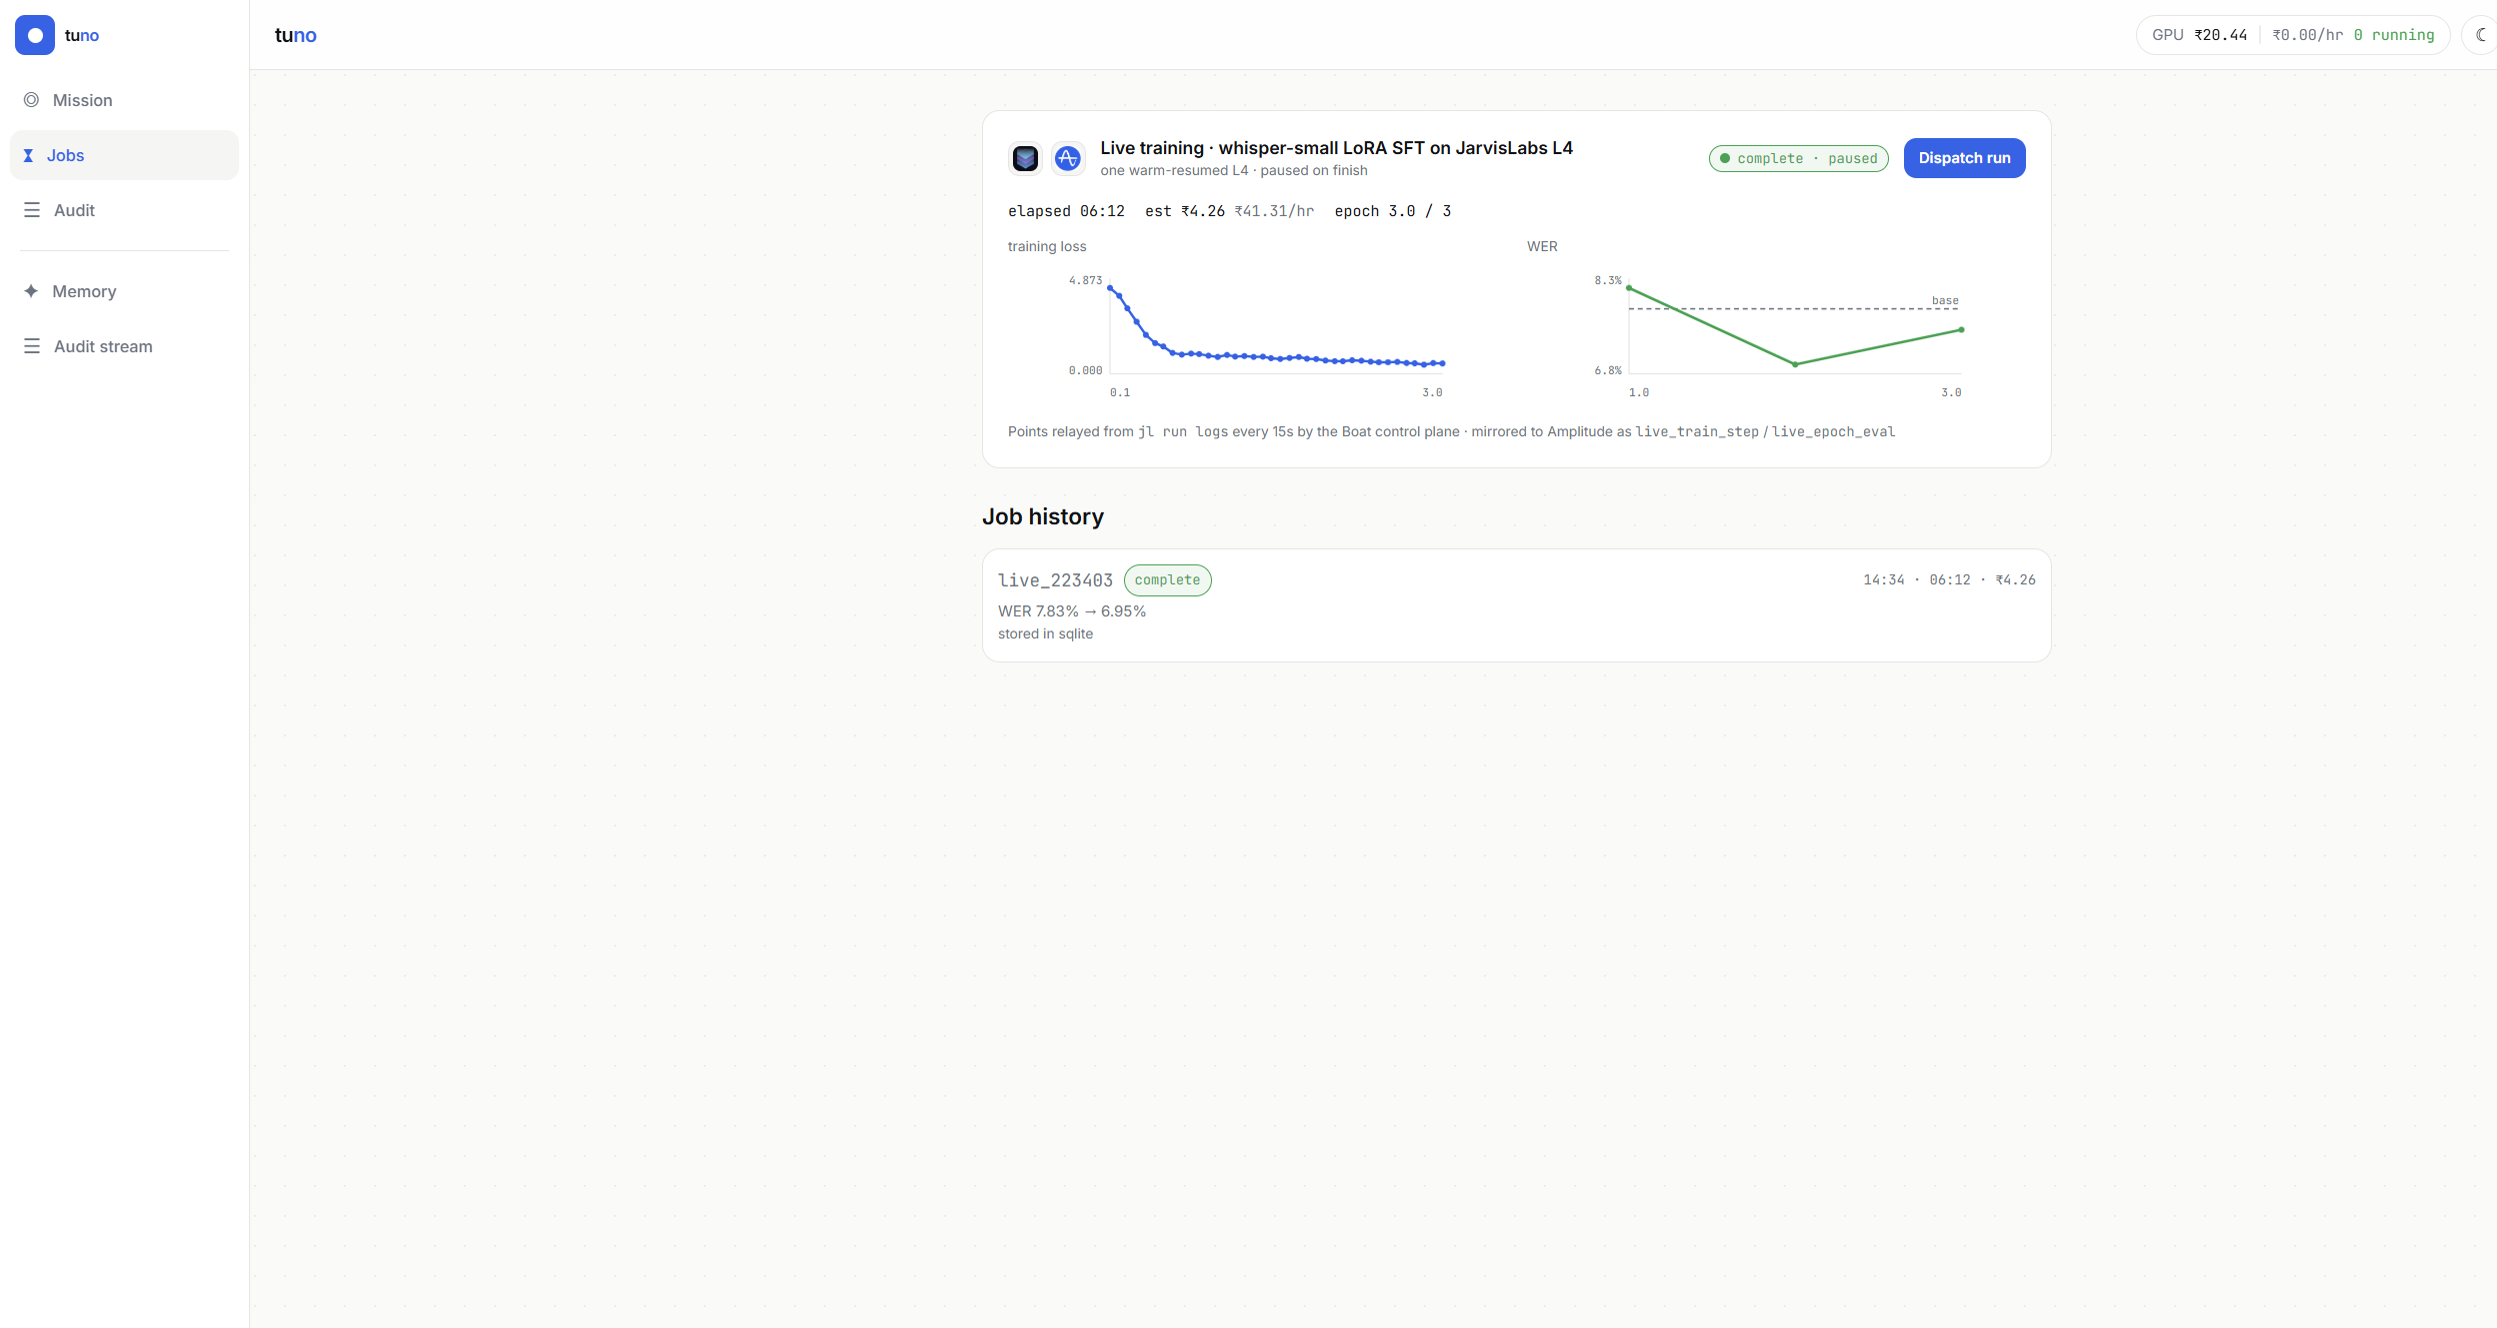 tuno
Mission
Jobs
Audit
Memory
Audit stream
tuno
GPU ₹20.44 ₹0.00/hr 0 running
Live training · whisper-small LoRA SFT on JarvisLabs L4
one warm-resumed L4 · paused on finish
complete · paused
Dispatch run
elapsed 06:12 est ₹4.26 ₹41.31/hr epoch 3.0 / 3
training loss
4.873
0.000
0.1 3.0
WER
8.3%
base
6.8%
1.0 3.0
Points relayed from jl run logs every 15s by the Boat control plane · mirrored to Amplitude as live_train_step / live_epoch_eval
Job history
live_223403 complete 14:34 · 06:12 · ₹4.26
WER 7.83% → 6.95%
stored in sqlite